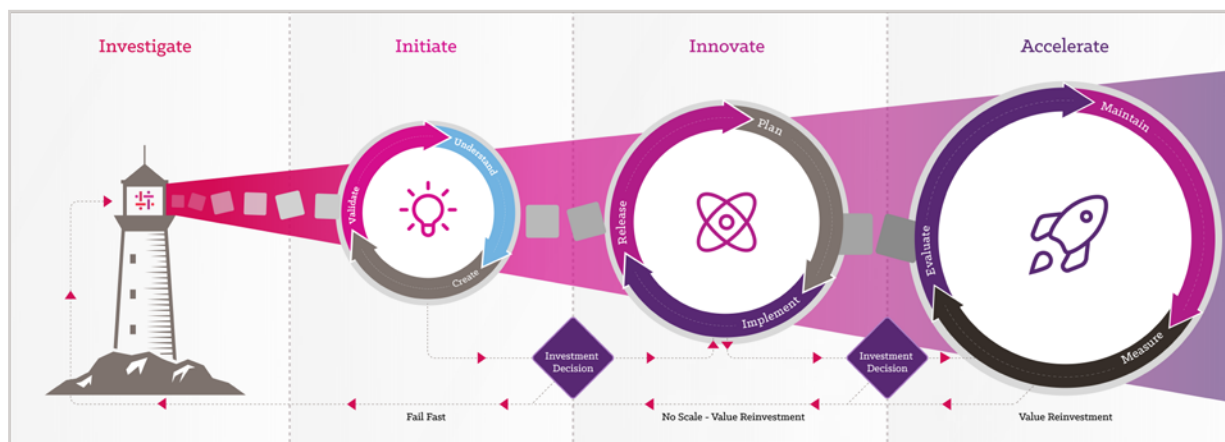 Investigate
Initiate
Innovate
Accelerate
Validate
Understand
Create
Release
Plan
Implement
Evaluate
Maintain
Measure
Investment
Decision
Investment
Decision
Fail Fast
No Scale - Value Reinvestment
Value Reinvestment